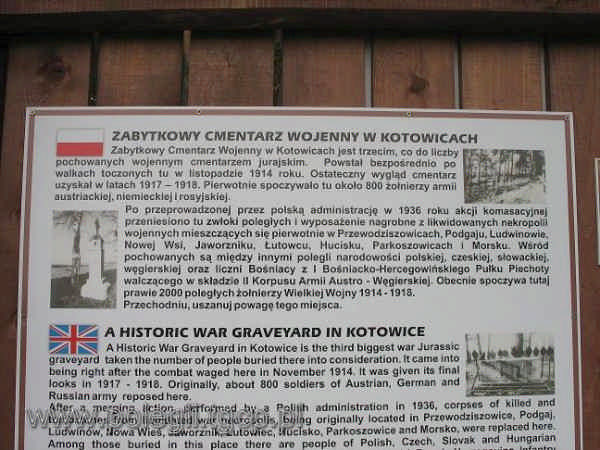 ZABYTKOWY CMENTARZ WOJENNY W KOTOWICACH
Zabytkowy Cmentarz Wojenny w Kotowicach jest trzecim, co do liczby
pochowanych wojennym cmentarzem jurajskim. Powstał bezpośrednio po
walkach toczonych tu w listopadzie 1914 roku. Ostateczny wygląd cmentarz
uzyskał w latach 1917 – 1918. Pierwotnie spoczywało tu około 800 żołnierzy armii
austriackiej, niemieckiej i rosyjskiej.
Po przeprowadzonej przez polską administrację w 1936 roku akcji komasacyjnej
przeniesiono tu zwłoki poległych i wyposażenie nagrobne z likwidowanych nekropolii
wojennych mieszczących się pierwotnie w Przewodziszowicach, Podgaju, Ludwinowie,
Nowej Wsi, Jaworzniku, Łutowcu, Hucisku, Parkoszowicach i Morsku. Wśród
pochowanych są między innymi polegli narodowości polskiej, czeskiej, słowackiej,
węgierskiej oraz liczni Bośniacy z I Bośniacko-Hercegowińskiego Pułku Piechoty
walczącego w składzie II Korpusu Armii Austro - Węgierskiej. Obecnie spoczywa tutaj
prawie 2000 poległych żołnierzy Wielkiej Wojny 1914 - 1918.
Przechodniu, uszanuj powagę tego miejsca.
A HISTORIC WAR GRAVEYARD IN KOTOWICE
A Historic War Graveyard in Kotowice is the third biggest war Jurassic
graveyard taken the number of people buried there into consideration. It came into
being right after the combat waged here in November 1914. It was given its final
looks in 1917 - 1918. Originally, about 800 soldiers of Austrian, German and
Russian army reposed here.
After a merging action performed by a Polish administration in 1936, corpses of killed and
being originally located in Przewodziszowice, Podgaj,
Ludwinów, Nowa Wieś, Jaworznik, Łutowiec, Hucisko, Parkoszowice and Morsko, were replaced here.
Among those buried in this place there are people of Polish, Czech, Slovak and Hungarian